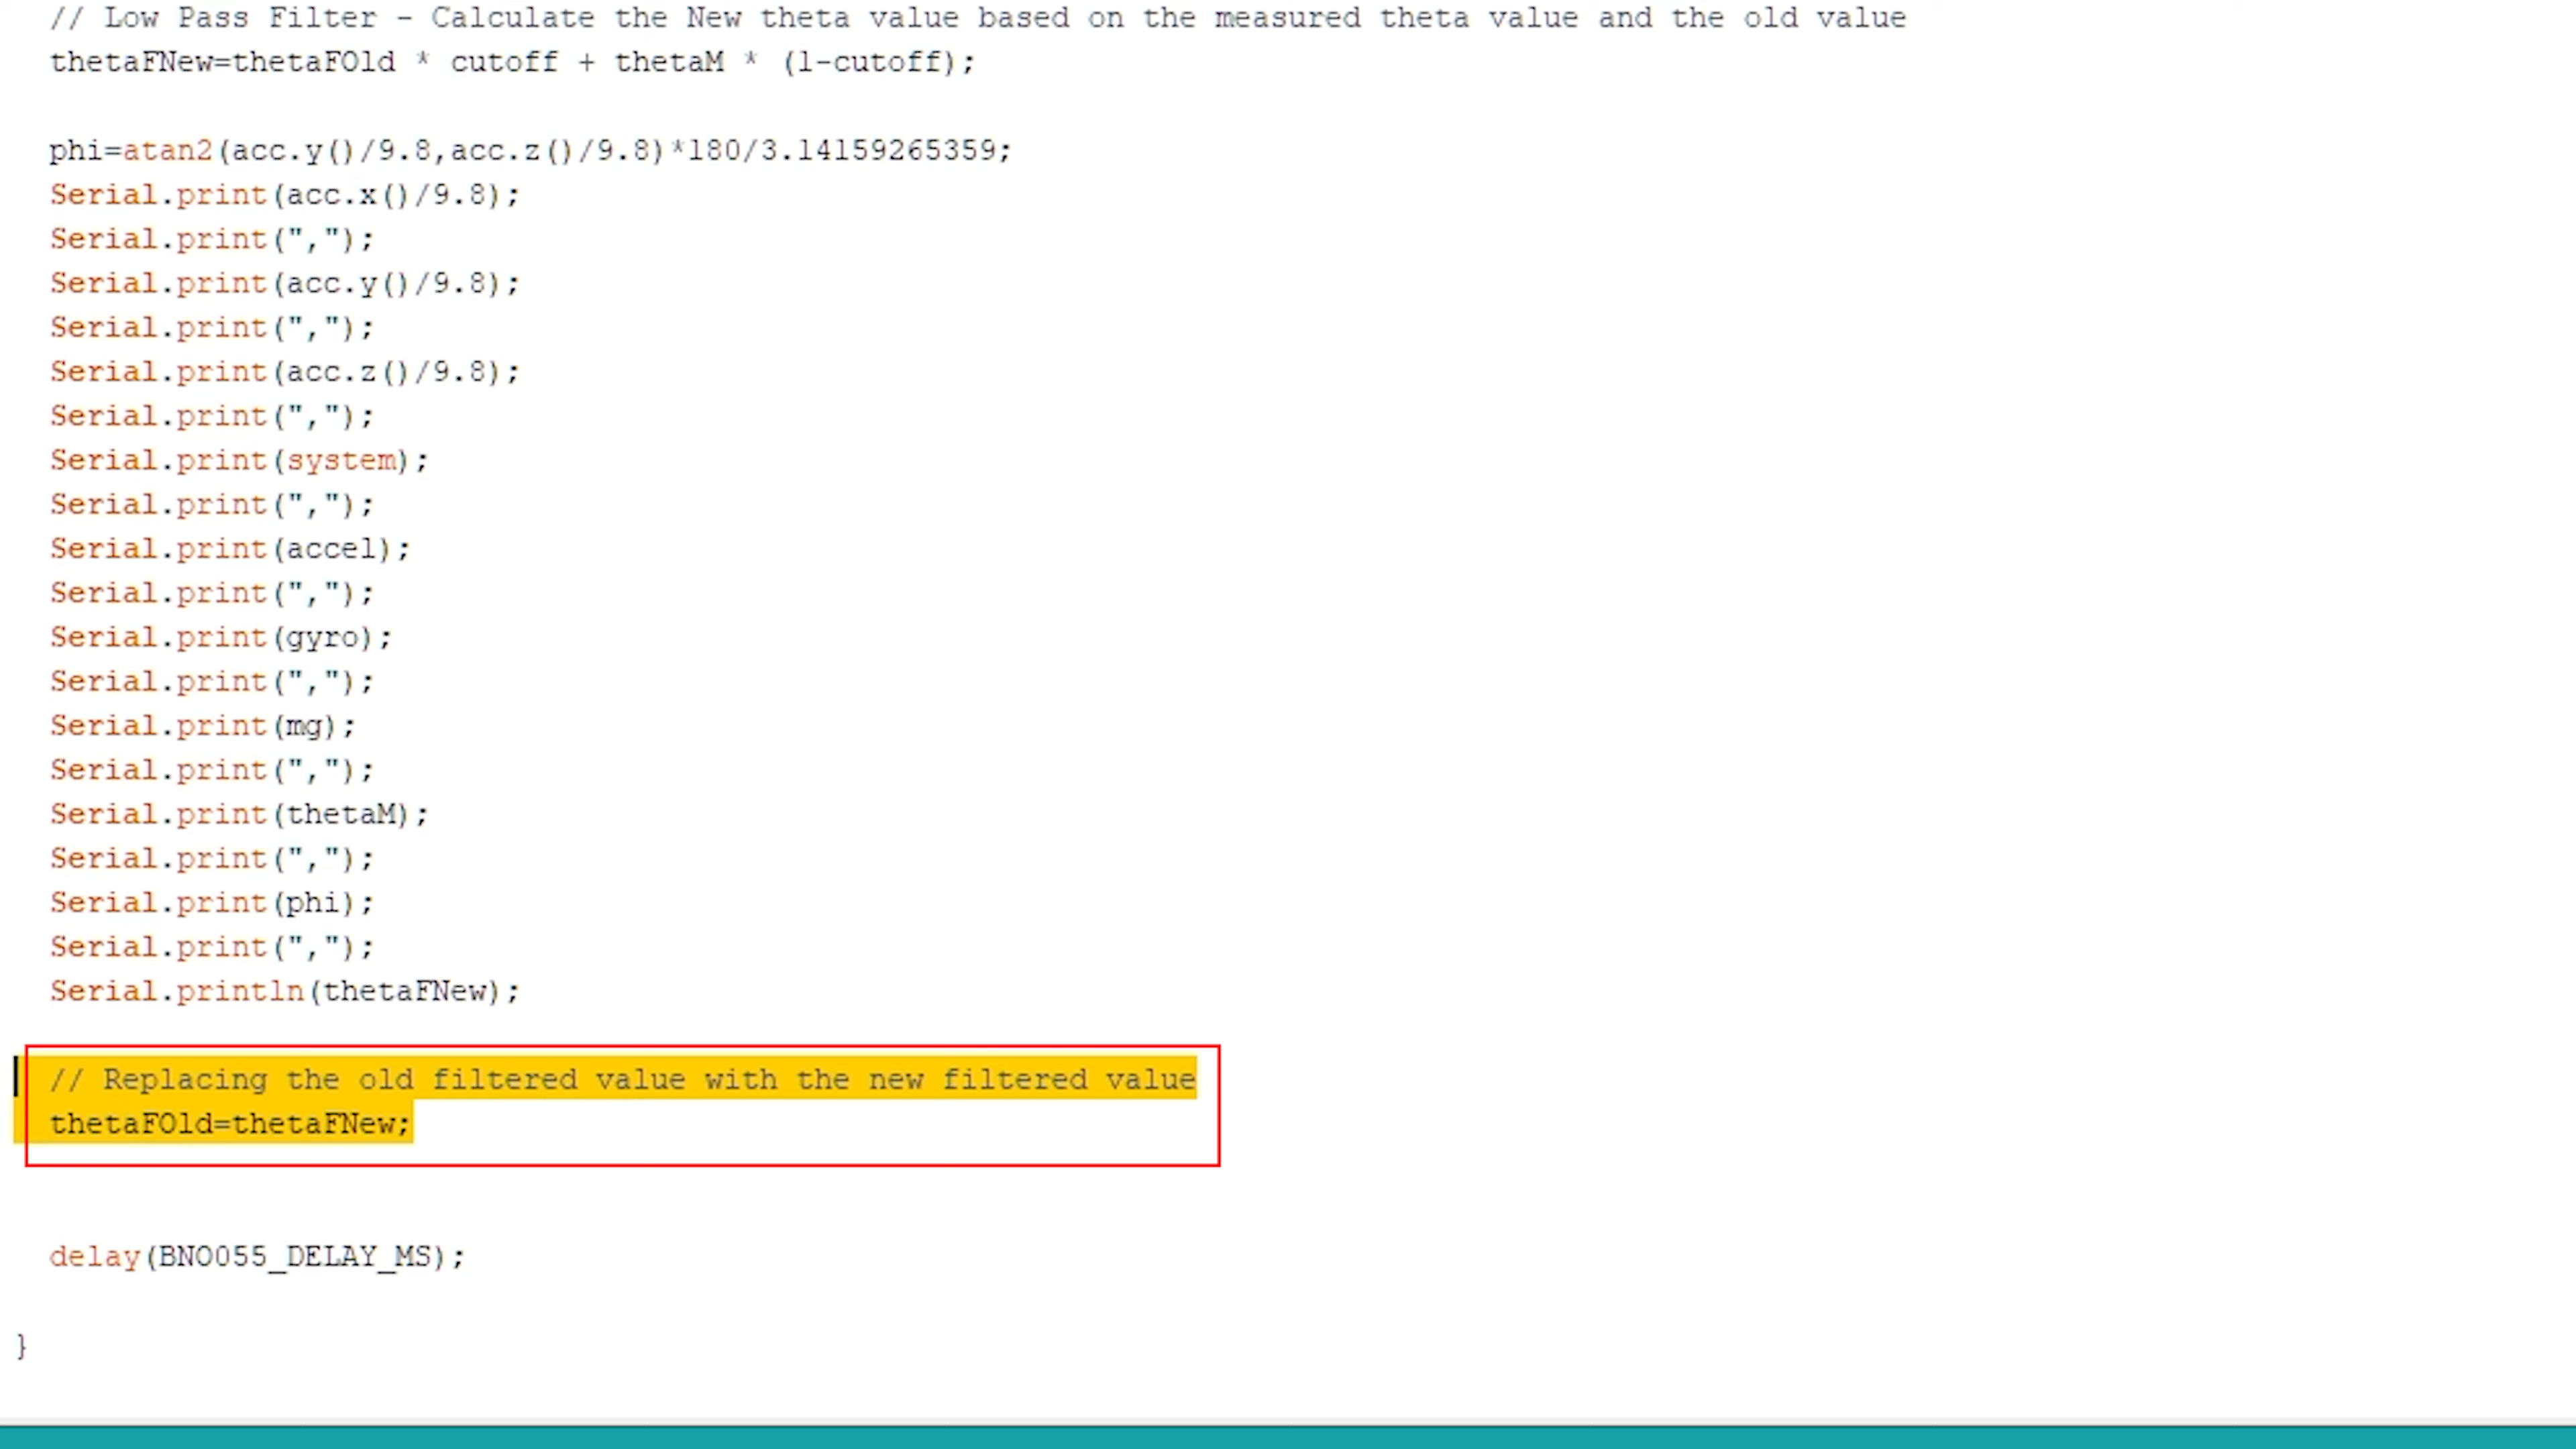 // Low Pass Filter - Calculate the New theta value based on the measured theta value and the old value
thetaFNew=thetaFOld * cutoff + thetaM * (1-cutoff);
phi=atan2(acc.y()/9.8,acc.z()/9.8)*180/3.14159265359;
Serial.print(acc.x()/9.8);
Serial.print(",");
Serial.print(acc.y()/9.8);
Serial.print(",");
Serial.print(acc.z()/9.8);
Serial.print(",");
Serial.print(system);
Serial.print(",");
Serial.print(accel);
Serial.print(",");
Serial.print(gyro);
Serial.print(",");
Serial.print(mg);
Serial.print(",");
Serial.print(thetaM);
Serial.print(",");
Serial.print(phi);
Serial.print(",");
Serial.println(thetaFNew);
// Replacing the old filtered value with the new filtered value
thetaFOld=thetaFNew;
delay(BNO055_DELAY_MS);
}